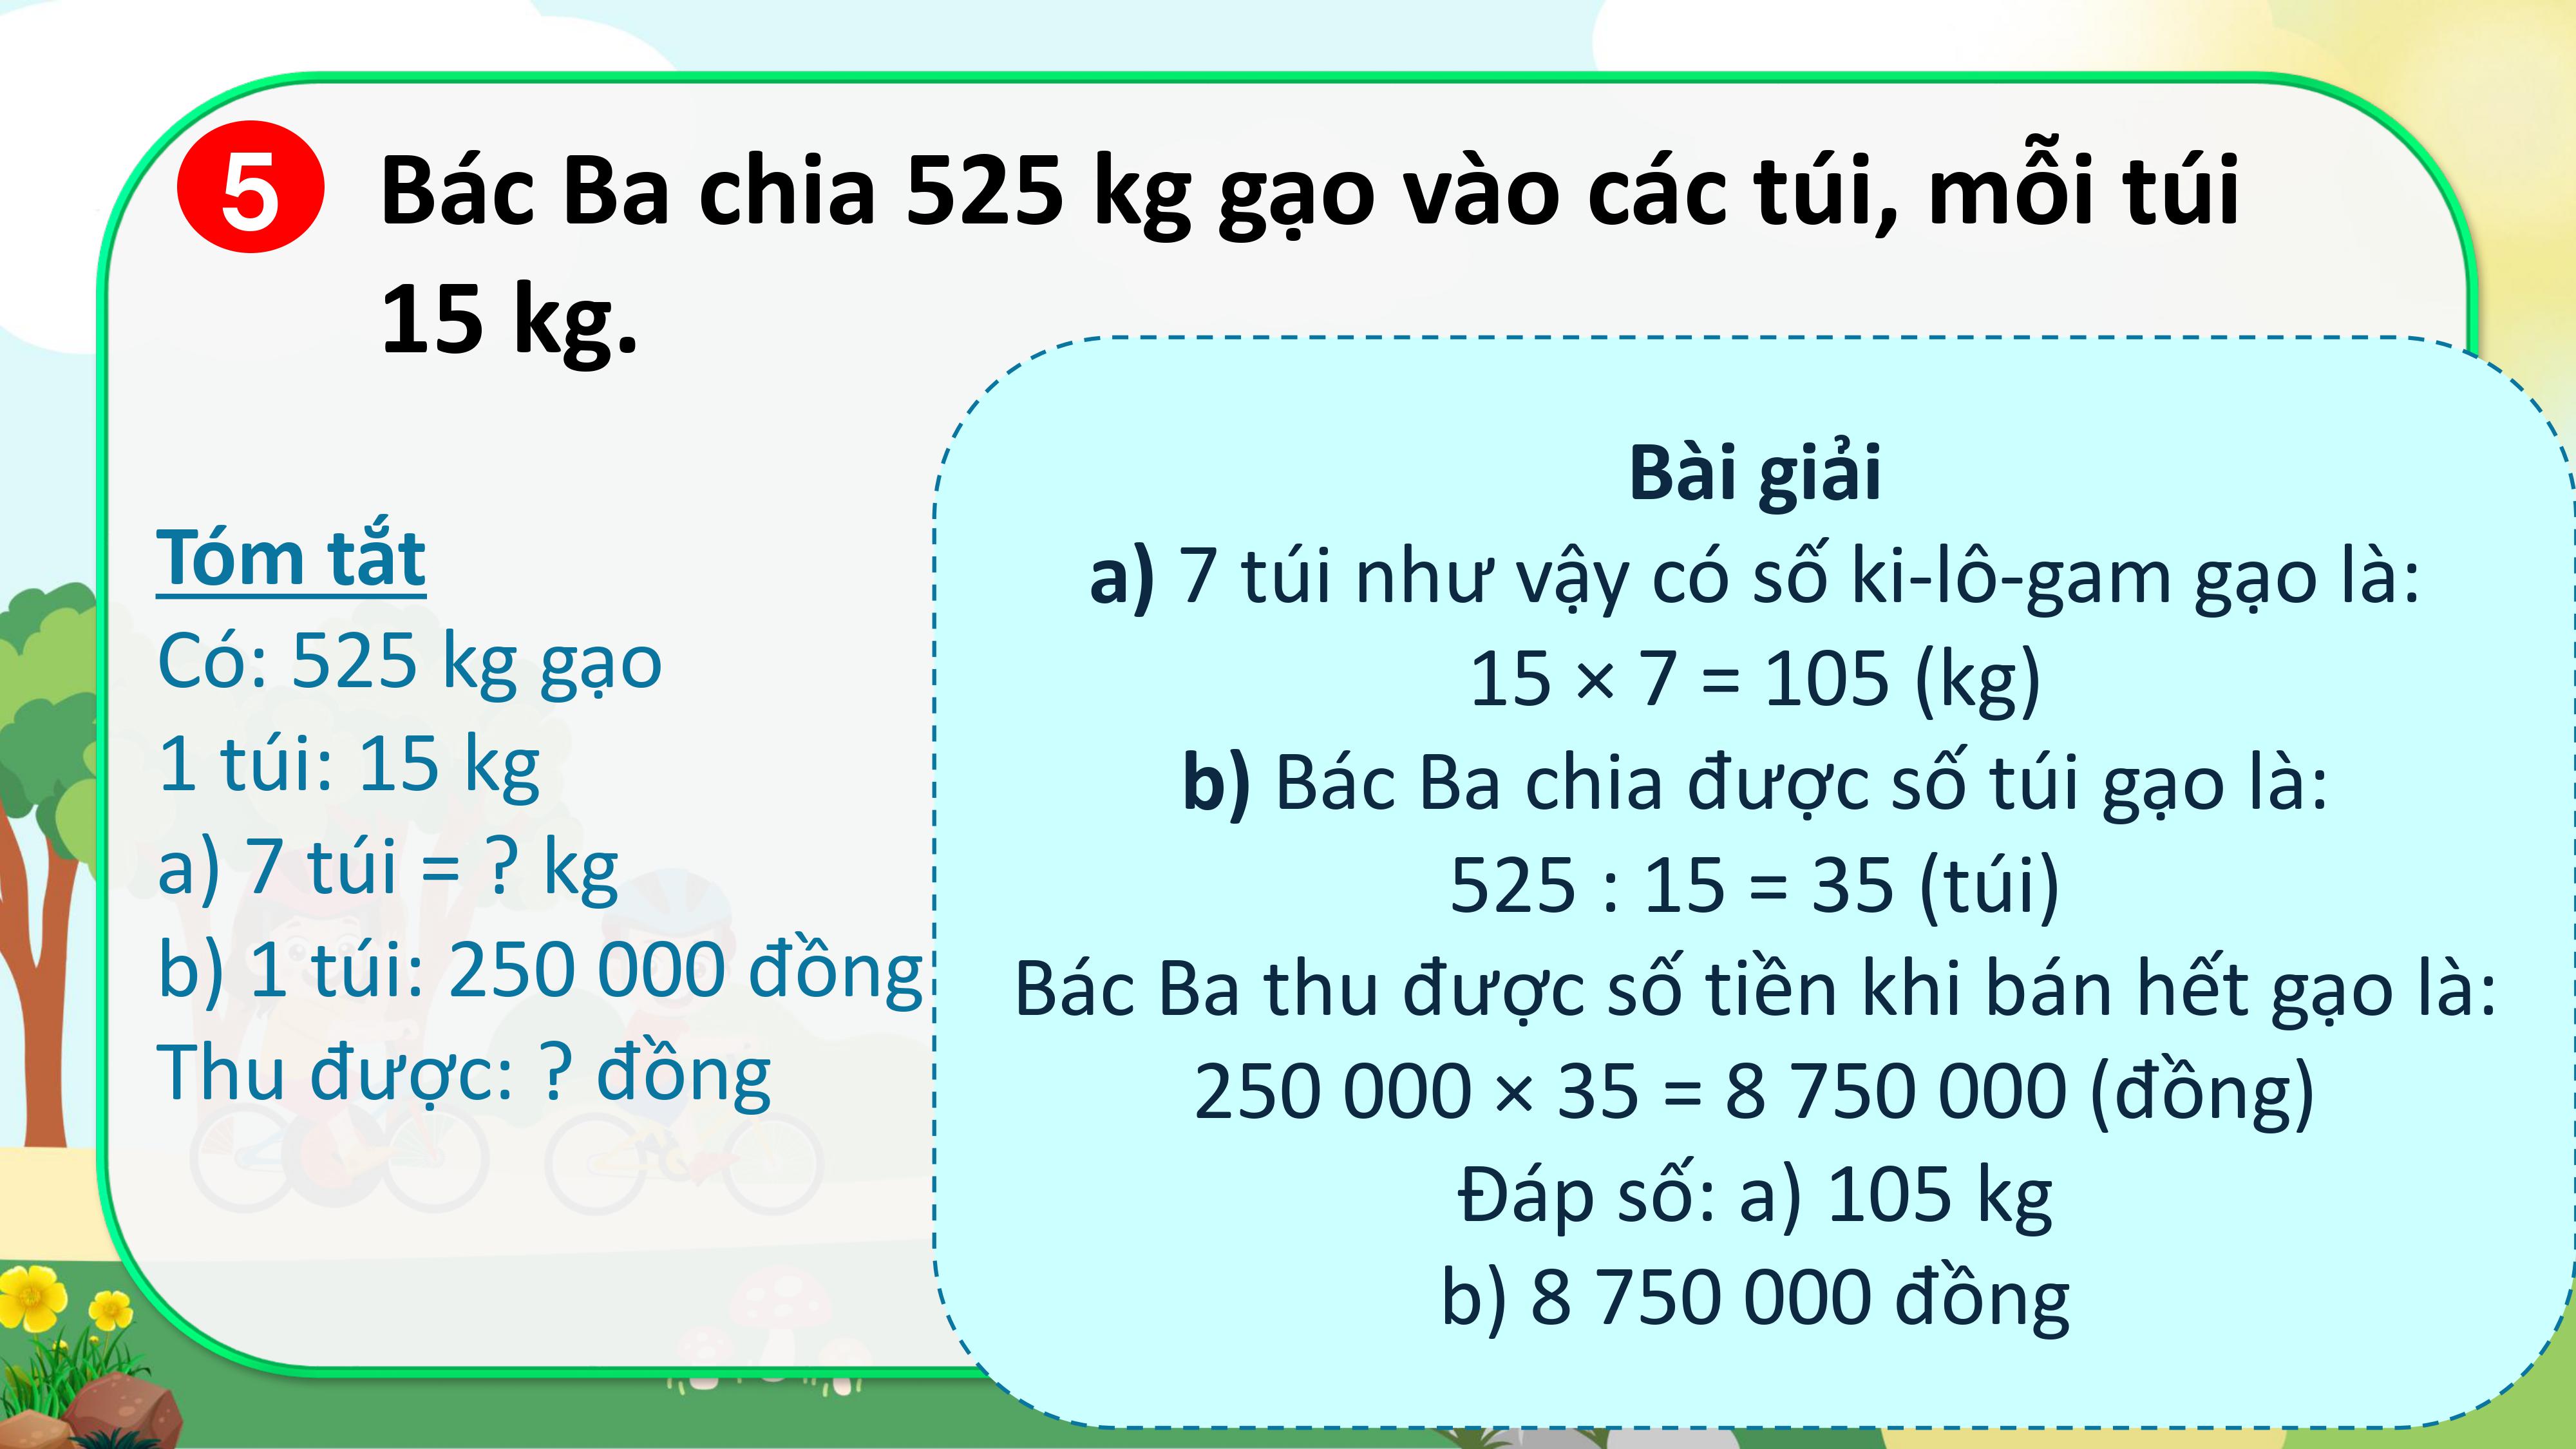 5
Bác Ba chia 525 kg gạo vào các túi, mỗi túi
15 kg.
Tóm tắt
Có: 525 kg gạo
1 túi: 15 kg
a) 7 túi = ? kg
b) 1 túi: 250 000 đồng
Thu được: ? đồng
Bài giải
a) 7 túi như vậy có số ki-lô-gam gạo là:
15 × 7 = 105 (kg)
b) Bác Ba chia được số túi gạo là:
525 : 15 = 35 (túi)
Bác Ba thu được số tiền khi bán hết gạo là:
250 000 × 35 = 8 750 000 (đồng)
Đáp số: a) 105 kg
b) 8 750 000 đồng